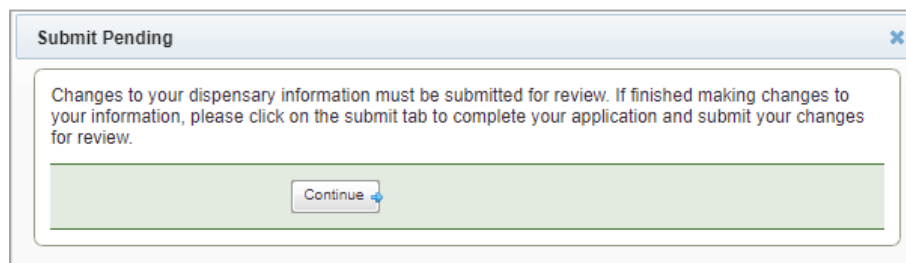 Submit Pending
Changes to your dispensary information must be submitted for review. If finished making changes to
your information, please click on the submit tab to complete your application and submit your changes
for review.
Continue